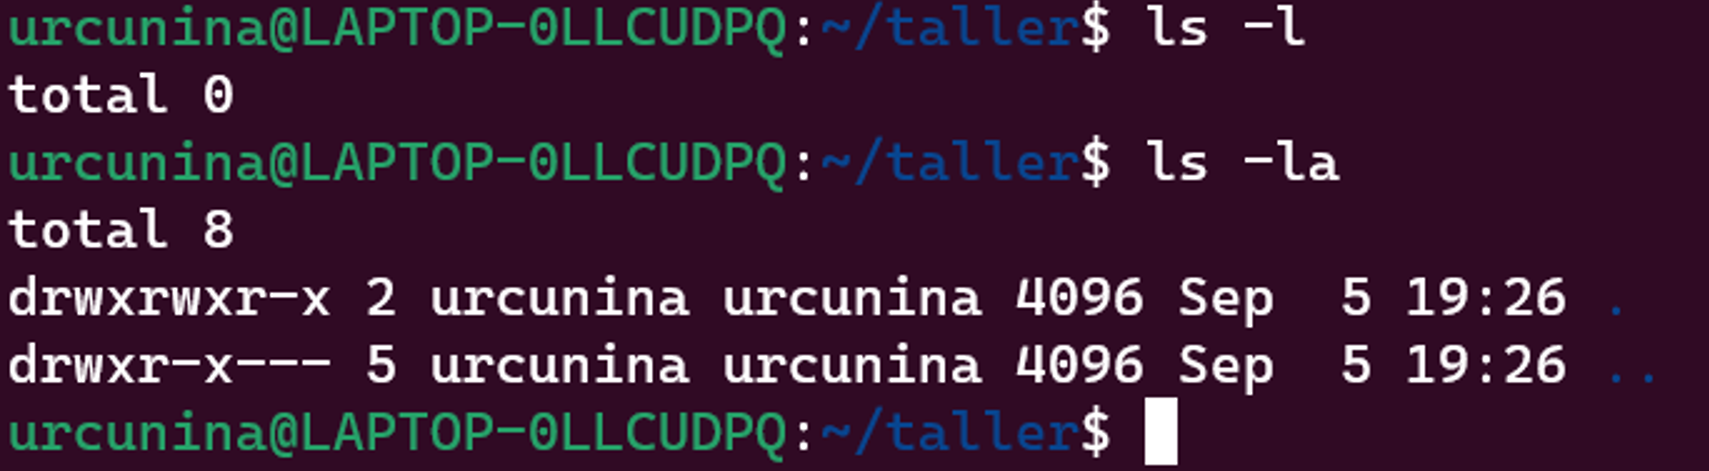 urcunina@LAPTOP-0LLCUDPQ:~/taller$ ls -l
total 0
urcunina@LAPTOP-0LLCUDPQ:~/taller$ ls -la
total 8
drwxrwxr-x 2 urcunina urcunina 4096 Sep  5 19:26 .
drwxr-x--- 5 urcunina urcunina 4096 Sep  5 19:26 ..
urcunina@LAPTOP-0LLCUDPQ:~/taller$